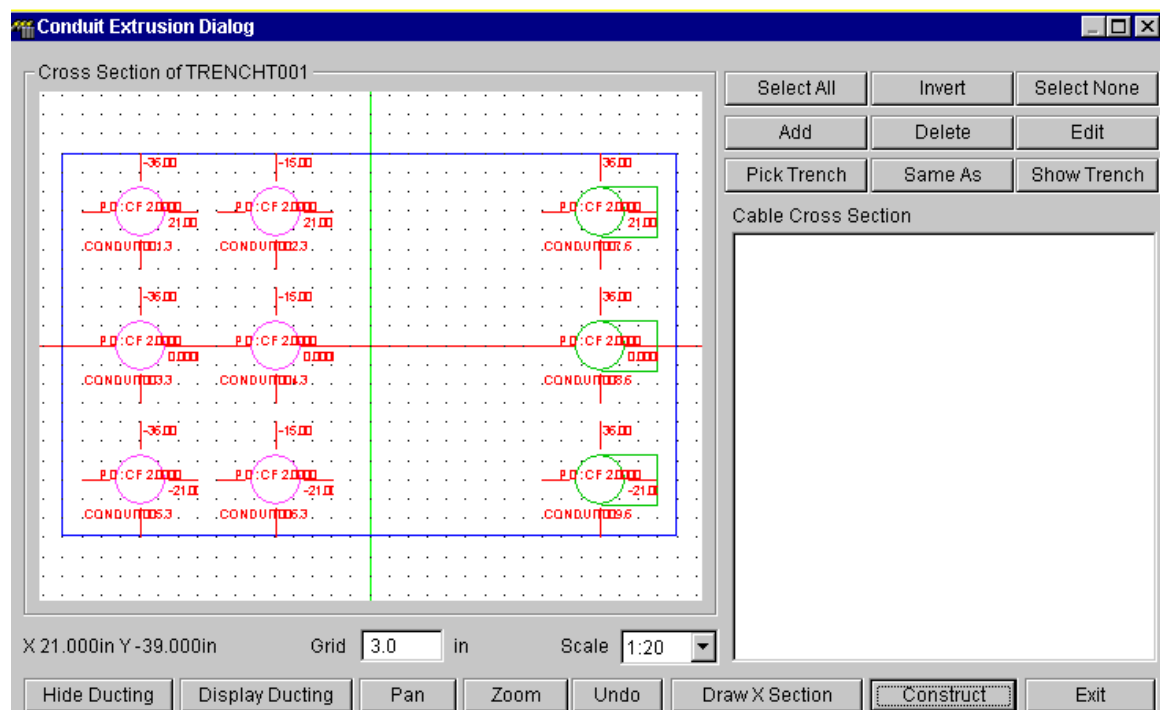 Conduit Extrusion Dialog
Cross Section of TRENCHT001
Select All Invert Select None
Add Delete Edit
Pick Trench Same As Show Trench
Cable Cross Section
-36.00 -15.00 36.00
21.00 21.00 21.00
-36.00 -15.00 36.00
0.000 0.000 0.000
-36.00 -15.00 36.00
-21.0 -21.0 -21.0
X 21.000in Y -39.000in Grid 3.0 in Scale 1:20
Hide Ducting Display Ducting Pan Zoom Undo Draw X Section Construct Exit